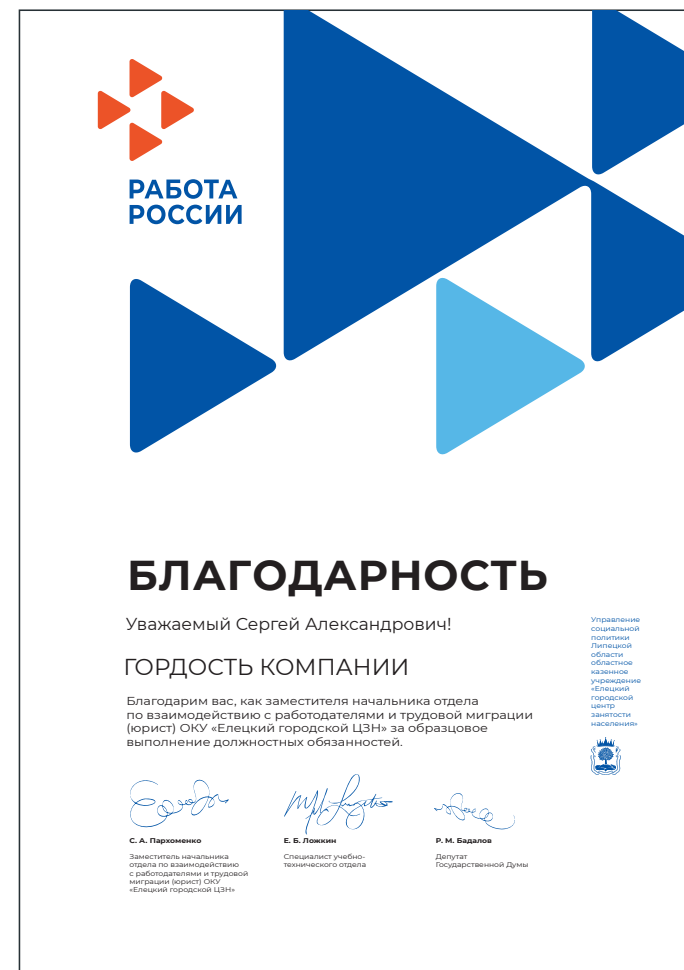 РАБОТА
РОССИИ
БЛАГОДАРНОСТЬ
Уважаемый Сергей Александрович!
ГОРДОСТЬ КОМПАНИИ
Благодарим вас, как заместителя начальника отдела
по взаимодействию с работодателями и трудовой миграции
(юрист) ОКУ «Елецкий городской ЦЗН» за образцовое
выполнение должностных обязанностей.
Управление
социальной
политики
Липецкой
области
областное
казенное
учреждение
«Елецкий
городской
центр
занятости
населения»
С. А. Пархоменко
Заместитель начальника
отдела по взаимодействию
с работодателями и трудовой
миграции (юрист) ОКУ
«Елецкий городской ЦЗН»
Е. Б. Ложкин
Специалист учебно-
технического отдела
Р. М. Бадалов
Депутат
Государственной Думы